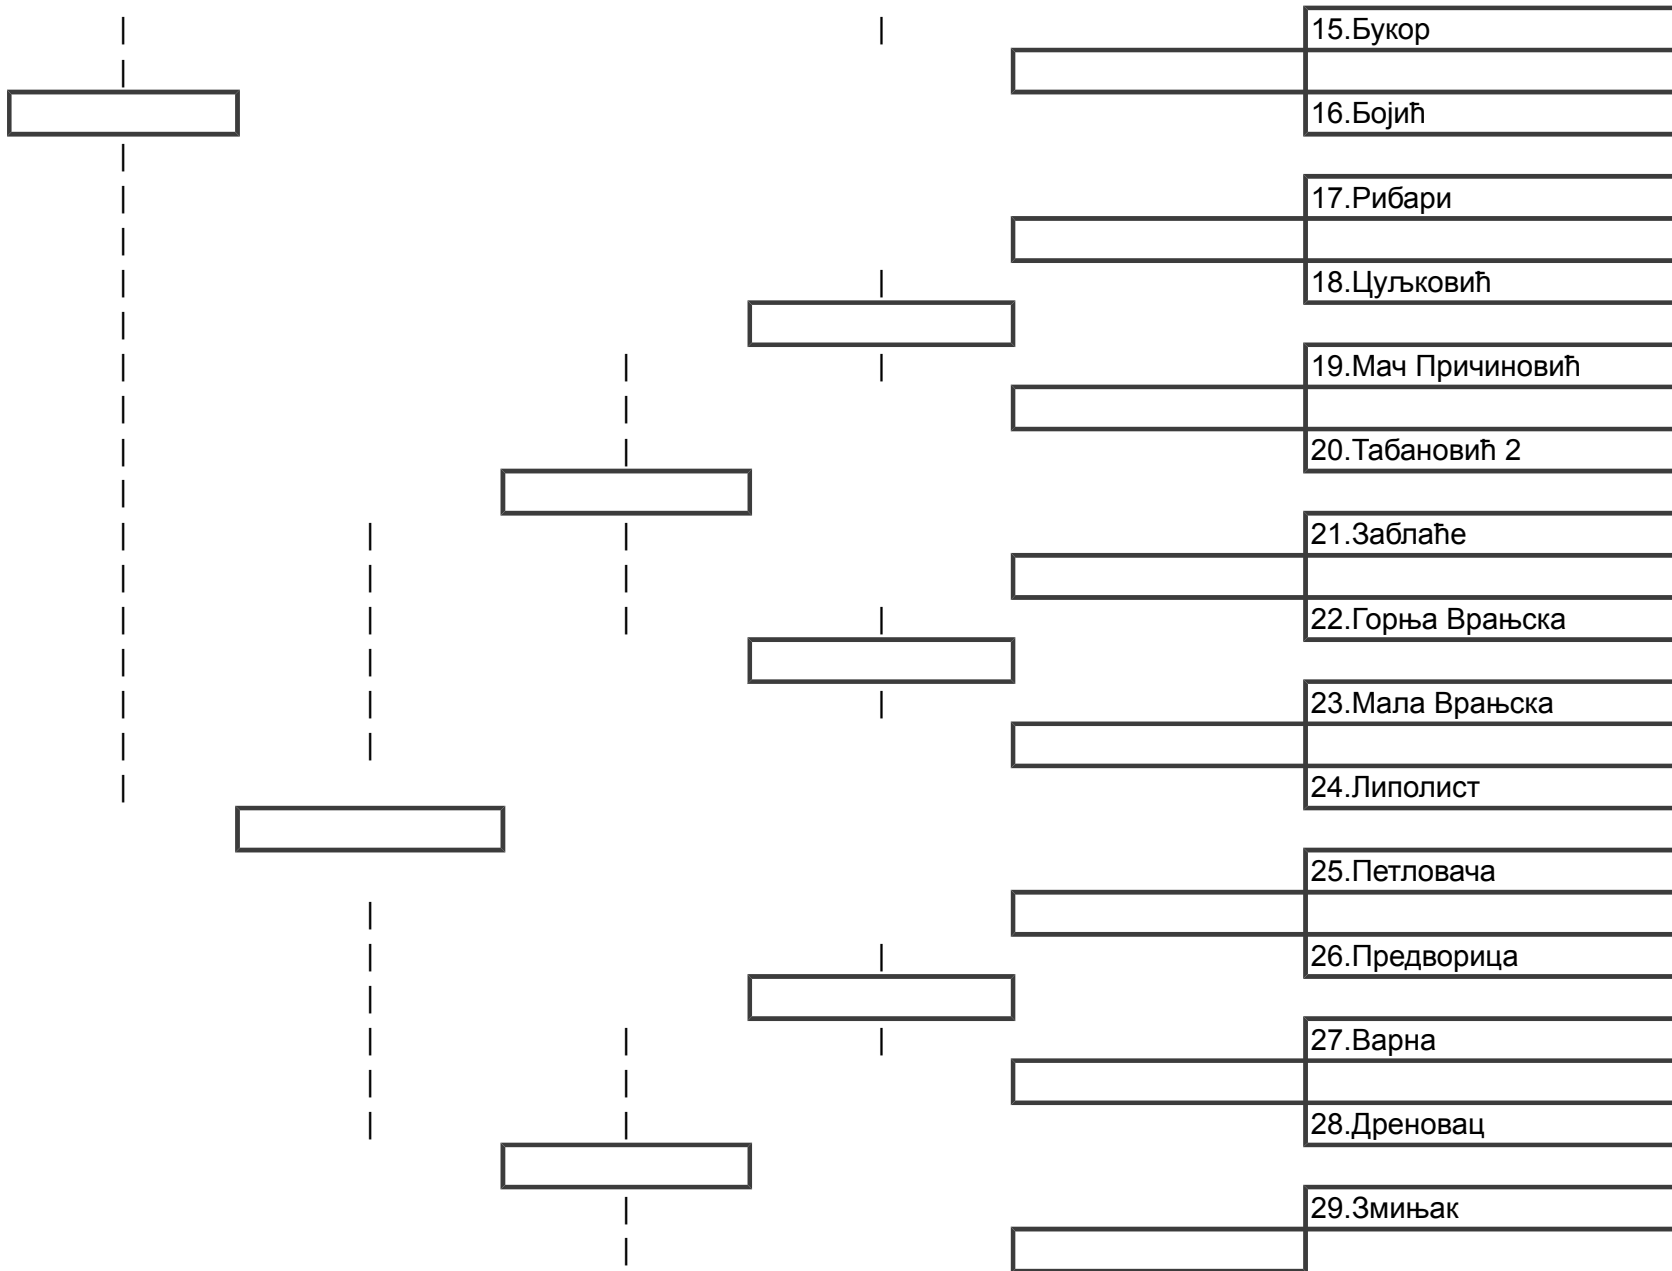 15.Букор
16.Бојић
17.Рибари
18.Цуљковић
19.Мач Причиновић
20.Табановић 2
21.Заблаће
22.Горња Врањска
23.Мала Врањска
24.Липолист
25.Петловача
26.Предворица
27.Варна
28.Дреновац
29.Змињак